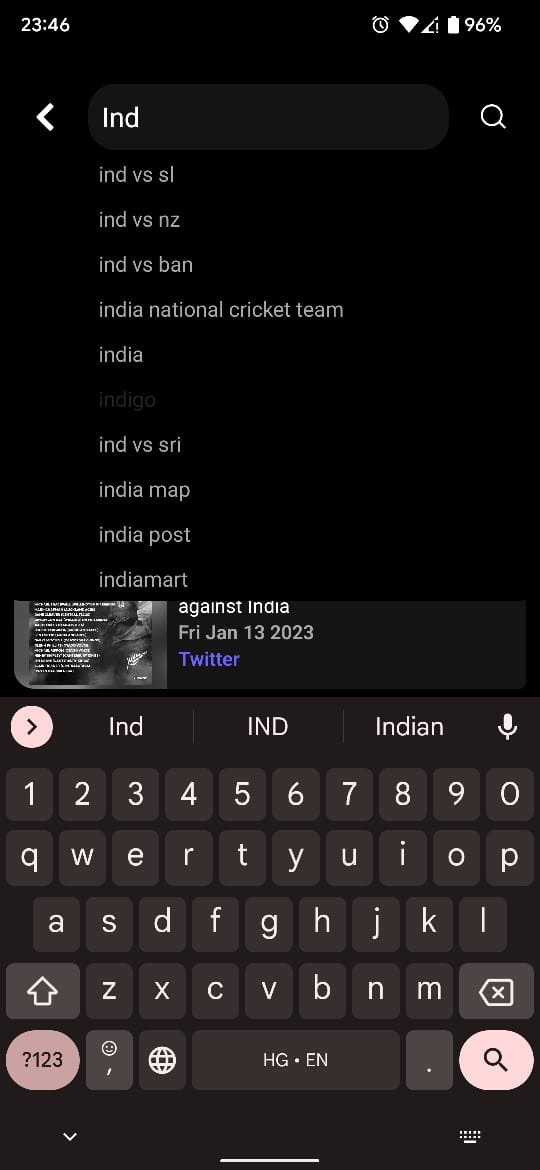 23:46
96%
Ind
ind vs sl
ind vs nz
ind vs ban
india national cricket team
india
indigo
ind vs sri
india map
india post
indiamart
against India
Fri Jan 13 2023
Twitter
Ind IND Indian
1 2 3 4 5 6 7 8 9 0
q w e r t y u i o p
a s d f g h j k l
z x c v b n m
?123 , HG • EN .